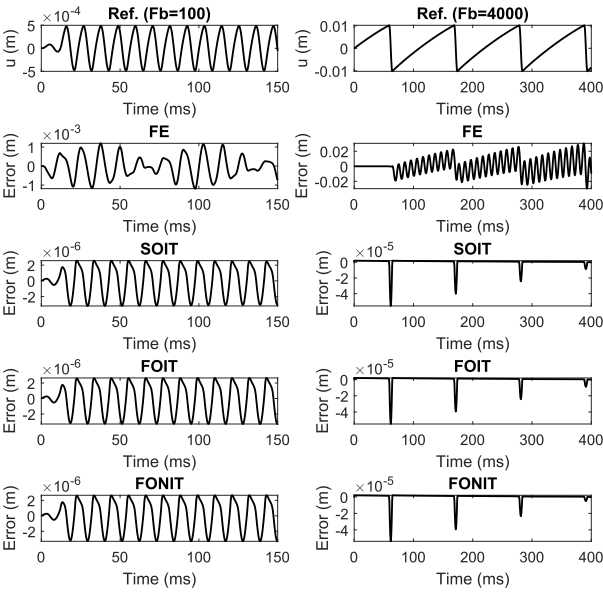 Ref. (Fb=100)
×10⁻⁴
u (m)
5
0
-5
0 50 100 150
Time (ms)
Ref. (Fb=4000)
u (m)
0.01
0
-0.01
0 100 200 300 400
Time (ms)
FE
×10⁻³
Error (m)
1
0
-1
0 50 100 150
Time (ms)
FE
Error (m)
0.02
0
-0.02
0 100 200 300 400
Time (ms)
SOIT
×10⁻⁶
Error (m)
2
0
-2
0 50 100 150
Time (ms)
SOIT
×10⁻⁵
Error (m)
0
-2
-4
0 100 200 300 400
Time (ms)
FOIT
×10⁻⁶
Error (m)
2
0
-2
0 50 100 150
Time (ms)
FOIT
×10⁻⁵
Error (m)
0
-2
-4
0 100 200 300 400
Time (ms)
FONIT
×10⁻⁶
Error (m)
2
0
-2
0 50 100 150
Time (ms)
FONIT
×10⁻⁵
Error (m)
0
-2
-4
0 100 200 300 400
Time (ms)